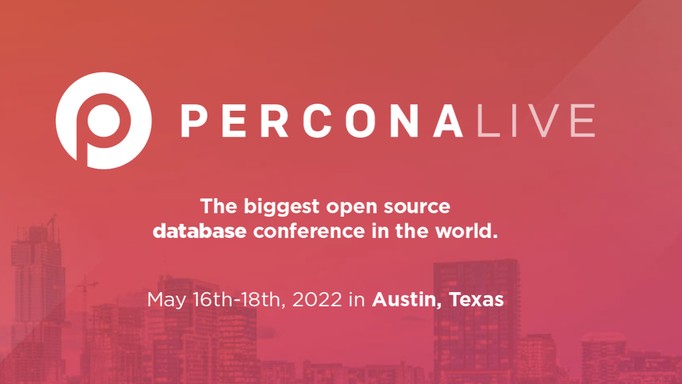 PERCONALIVE
The biggest open source
database conference in the world.
May 16th-18th, 2022 in Austin, Texas